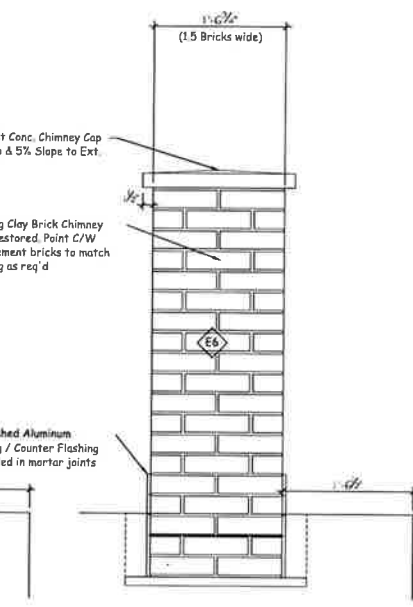 (1.5 Bricks wide)
t Conc. Chimney Cap
& 5% Slope to Ext.
g Clay Brick Chimney
estored. Point C/W
ement bricks to match
g as req'd
E6
hed Aluminum
g / Counter Flashing
ed in mortar joints